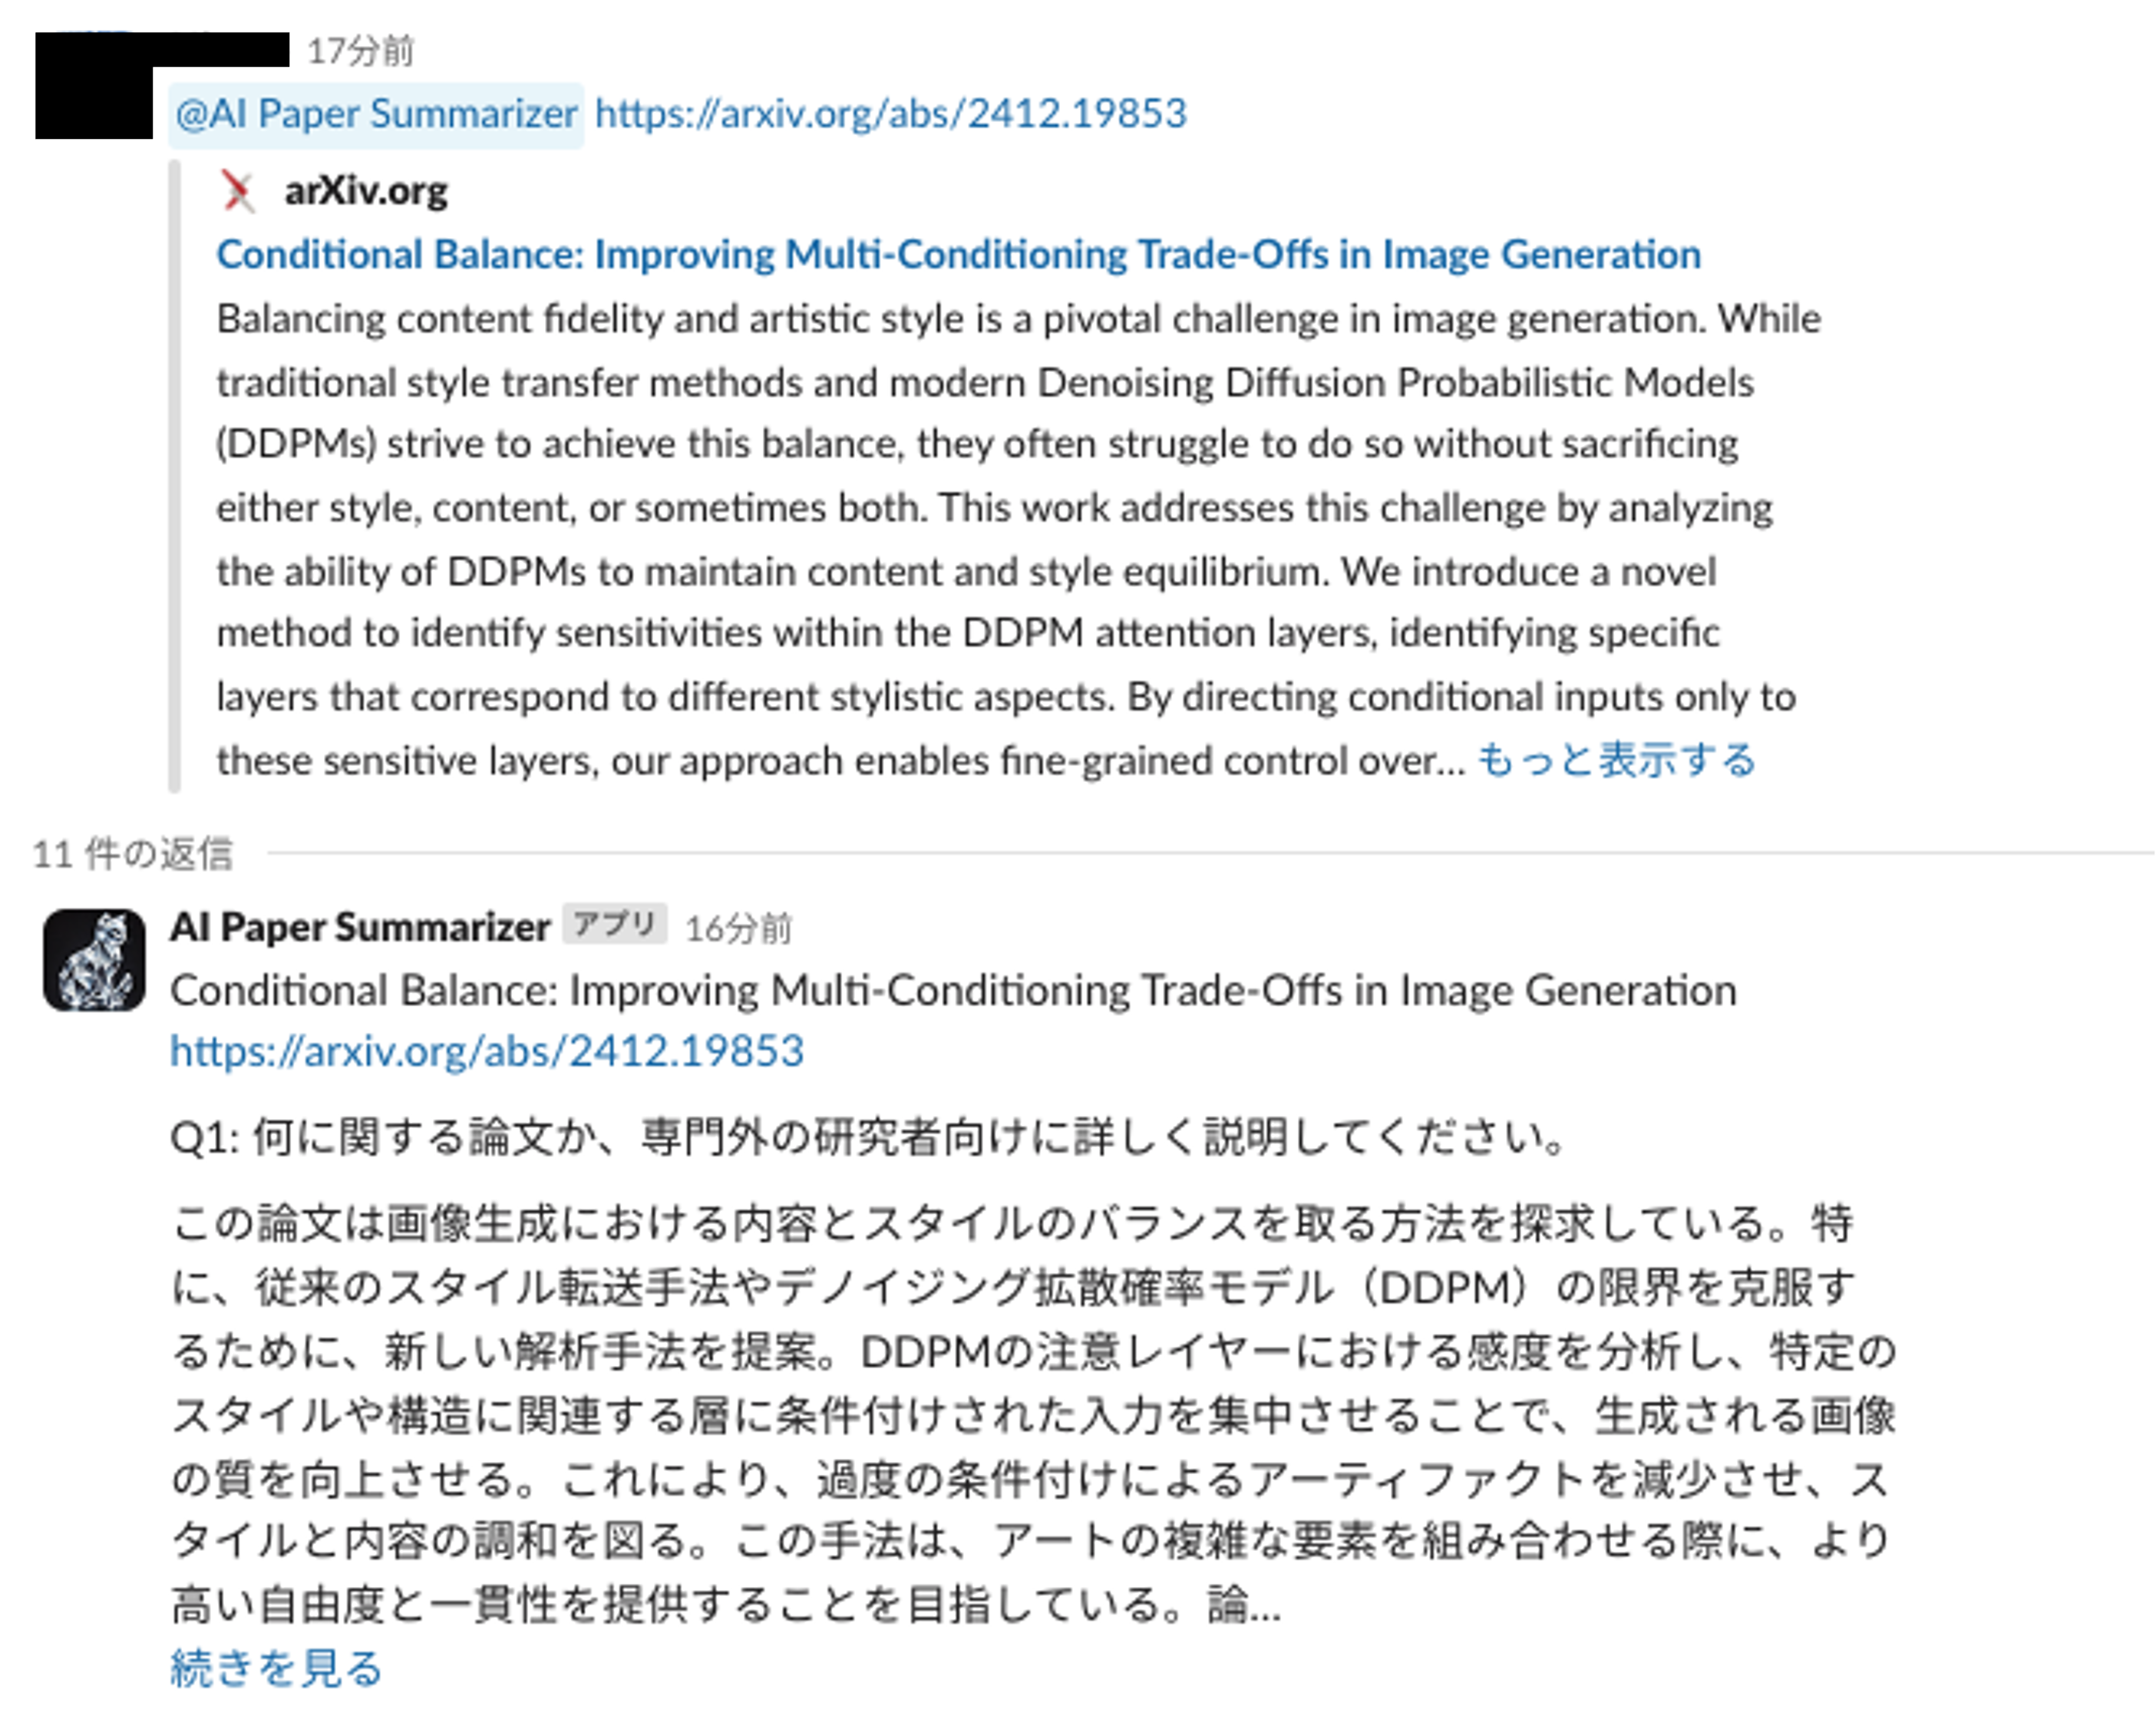 17分前
@AI Paper Summarizer https://arxiv.org/abs/2412.19853
arXiv.org
Conditional Balance: Improving Multi-Conditioning Trade-Offs in Image Generation
Balancing content fidelity and artistic style is a pivotal challenge in image generation. While
traditional style transfer methods and modern Denoising Diffusion Probabilistic Models
(DDPMs) strive to achieve this balance, they often struggle to do so without sacrificing
either style, content, or sometimes both. This work addresses this challenge by analyzing
the ability of DDPMs to maintain content and style equilibrium. We introduce a novel
method to identify sensitivities within the DDPM attention layers, identifying specific
layers that correspond to different stylistic aspects. By directing conditional inputs only to
these sensitive layers, our approach enables fine-grained control over... もっと表示する
11 件の返信
AI Paper Summarizer アプリ 16分前
Conditional Balance: Improving Multi-Conditioning Trade-Offs in Image Generation
https://arxiv.org/abs/2412.19853
Q1: 何に関する論文か、専門外の研究者向けに詳しく説明してください。
この論文は画像生成における内容とスタイルのバランスを取る方法を探求している。特
に、従来のスタイル転送手法やデノイジング拡散確率モデル（DDPM）の限界を克服す
るために、新しい解析手法を提案。DDPMの注意レイヤーにおける感度を分析し、特定の
スタイルや構造に関連する層に条件付けされた入力を集中させることで、生成される画像
の質を向上させる。これにより、過度の条件付けによるアーティファクトを減少させ、ス
タイルと内容の調和を図る。この手法は、アートの複雑な要素を組み合わせる際に、より
高い自由度と一貫性を提供することを目指している。論...
続きを見る